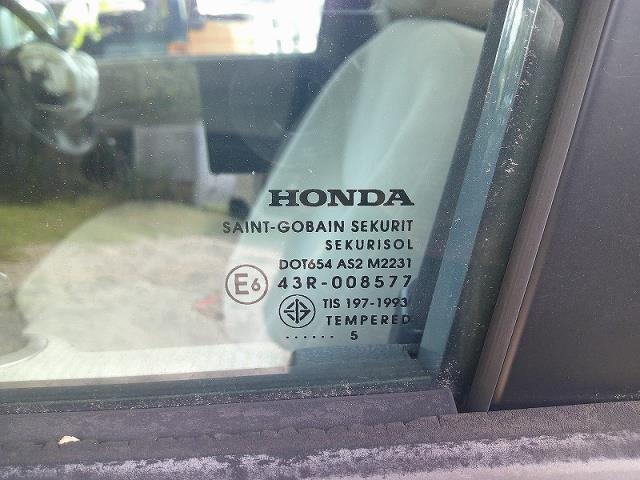 HONDA
SAINT-GOBAIN SEKURIT
SEKURISOL
DOT654 AS2 M2231
E6 43R-008577
TIS 197-1993
TEMPERED
...... 5